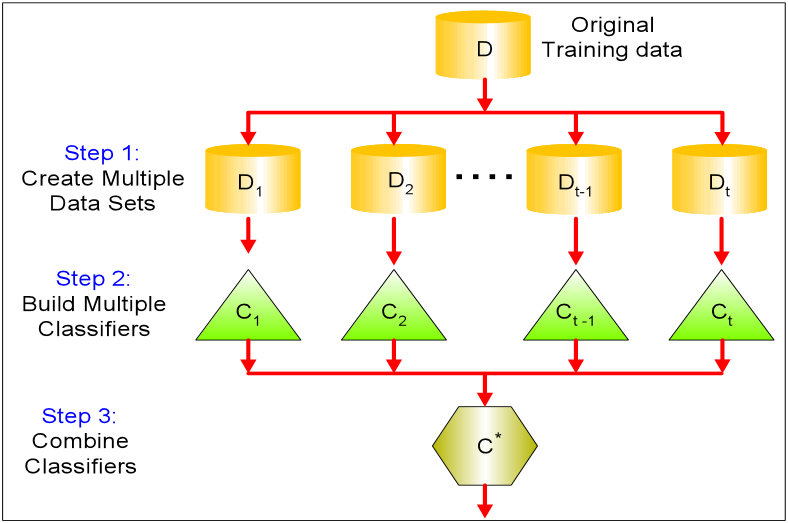 D
Original
Training data
Step 1:
Create Multiple
Data Sets
D1
D2
....
Dt-1
Dt
Step 2:
Build Multiple
Classifiers
C1
C2
Ct -1
Ct
Step 3:
Combine
Classifiers
C*